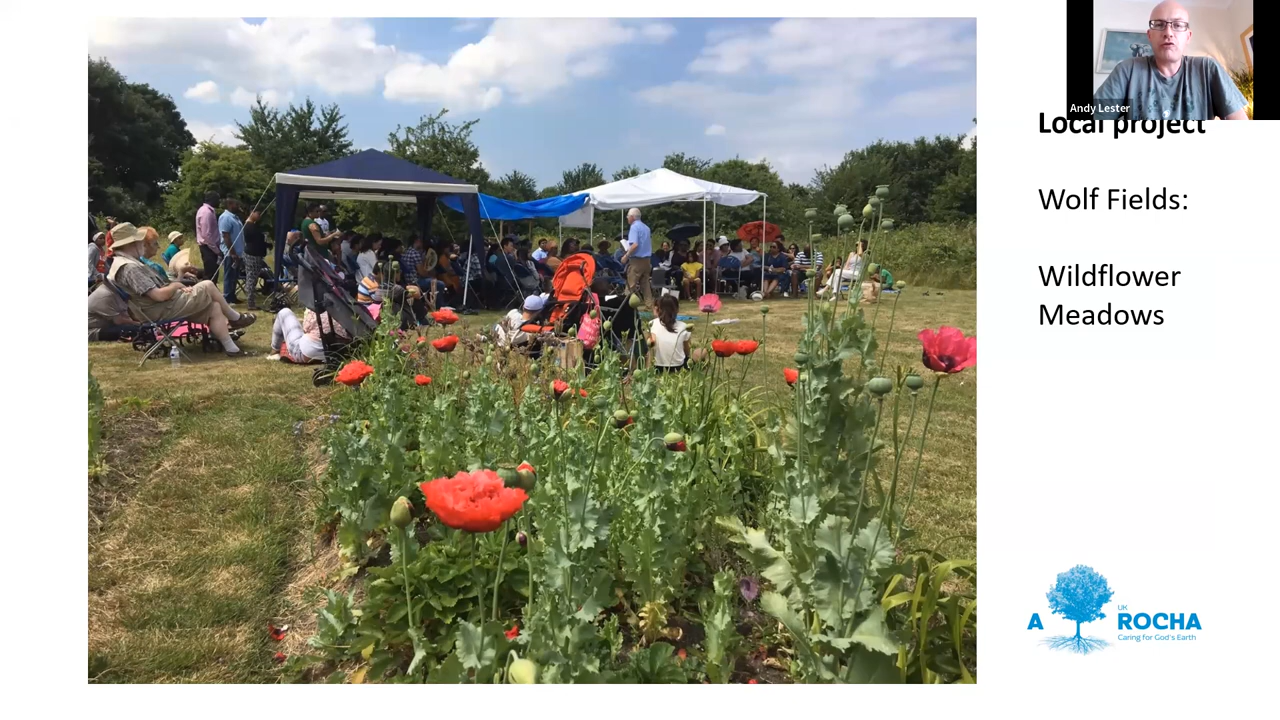 Andy Lester
Local project
Wolf Fields:
Wildflower
Meadows
UK
A ROCHA
Caring for God's Earth